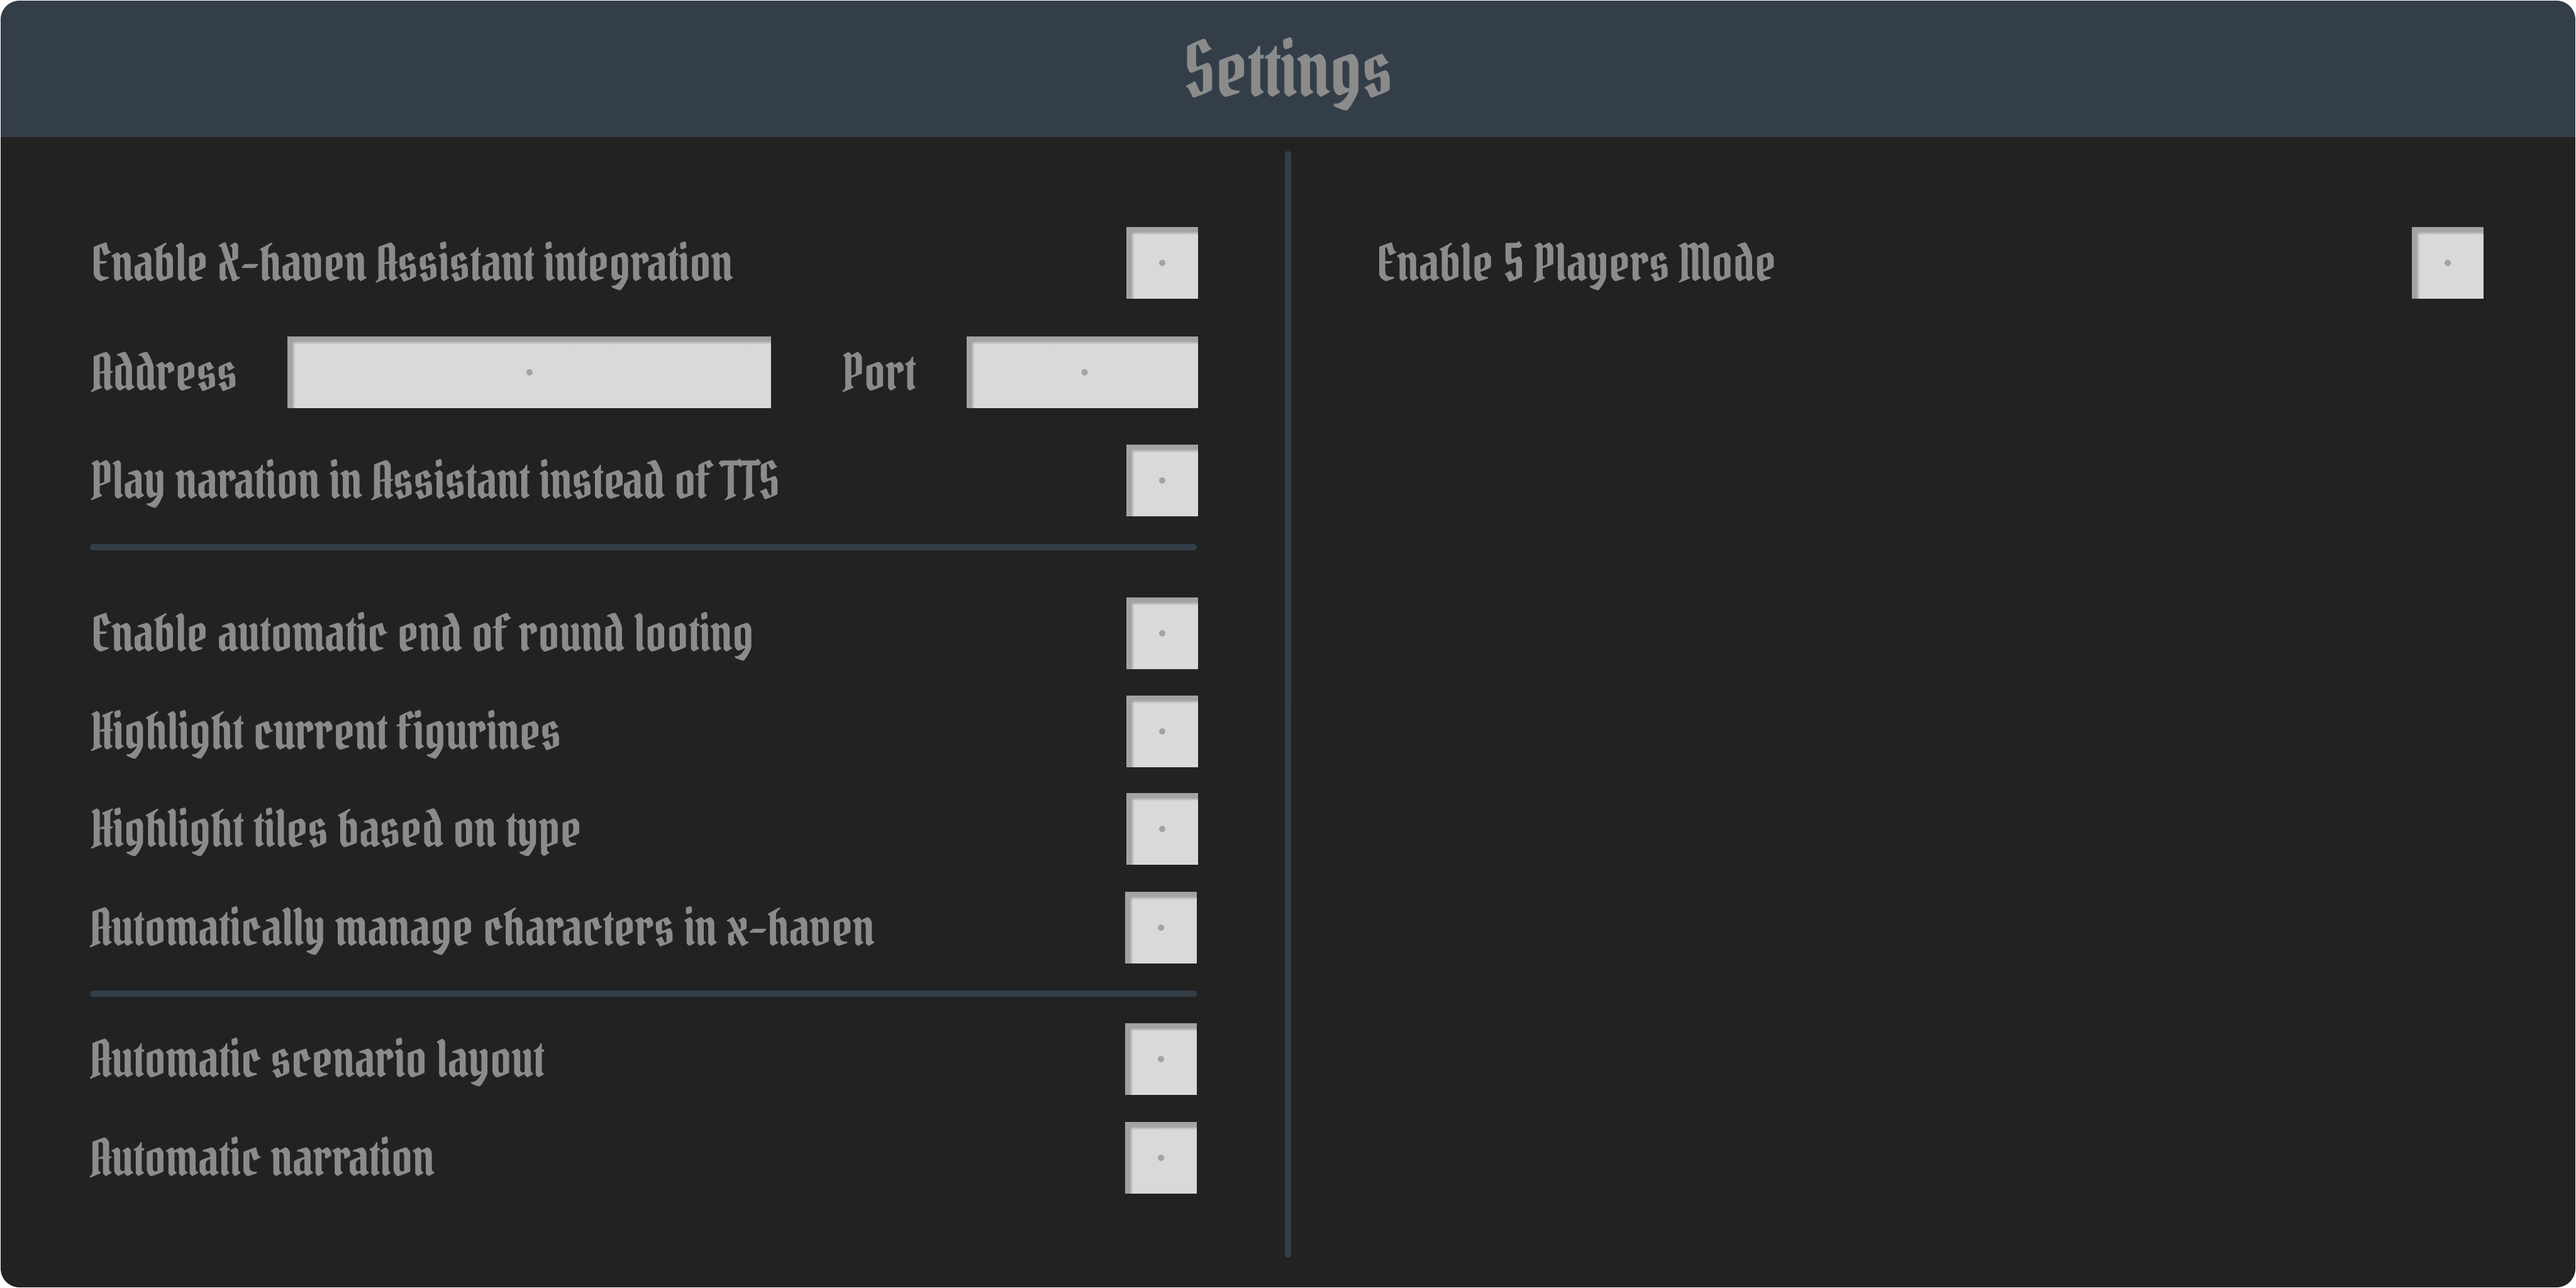 Settings
Enable X-haven Assistant integration
Address Port
Play naration in Assistant instead of TTS
Enable automatic end of round looting
Highlight current figurines
Highlight tiles based on type
Automatically manage characters in x-haven
Automatic scenario layout
Automatic narration
Enable 5 Players Mode